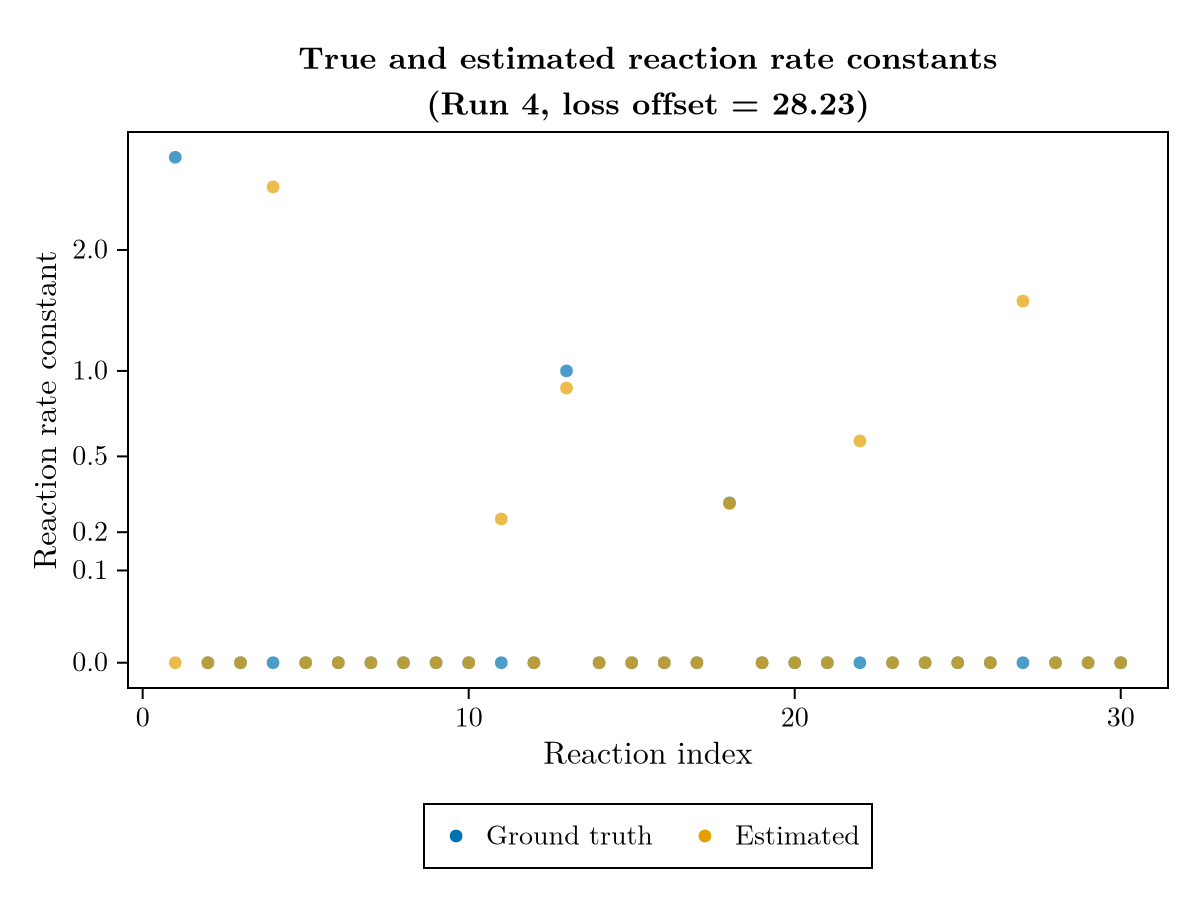 True and estimated reaction rate constants
(Run 4, loss offset = 28.23)
Reaction rate constant
2.0
1.0
0.5
0.2
0.1
0.0
0 10 20 30
Reaction index
Ground truth Estimated